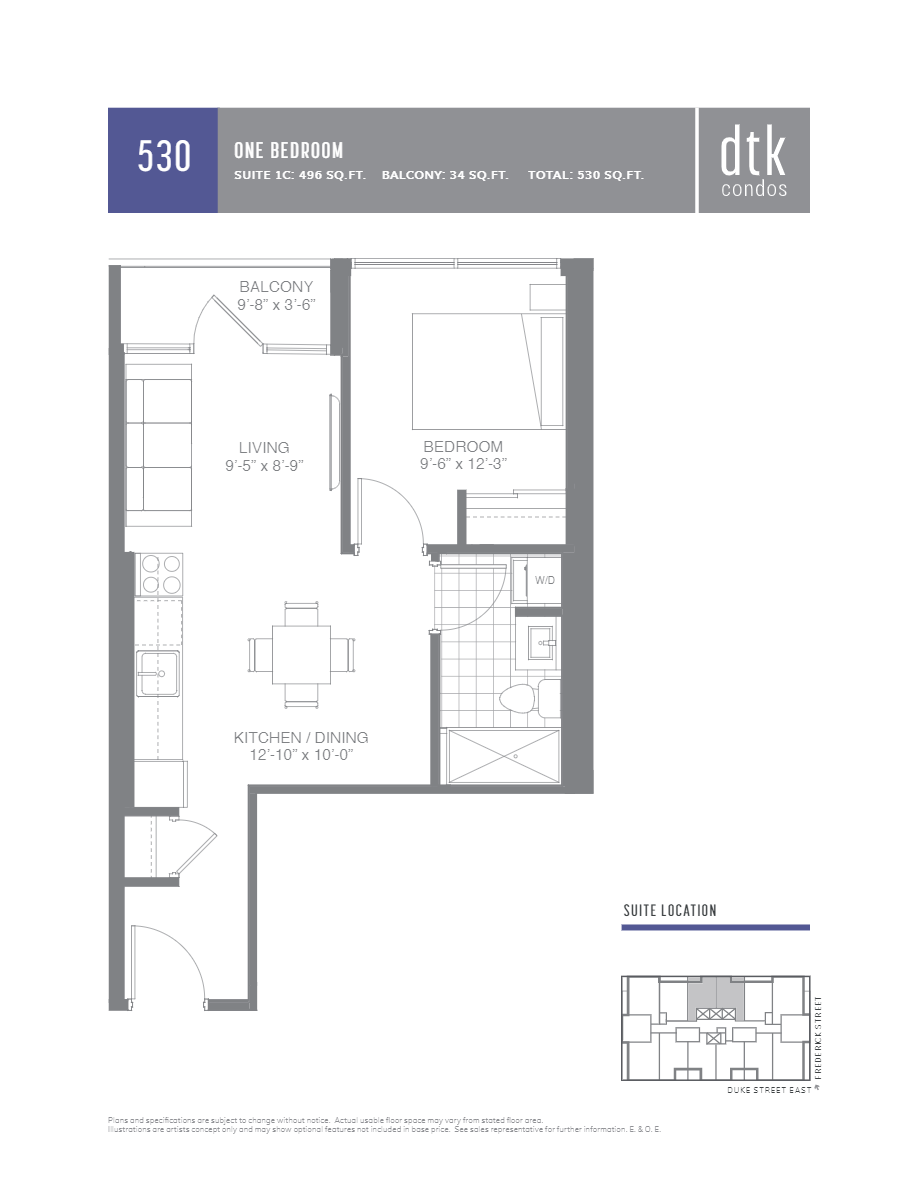 530
ONE BEDROOM
SUITE 1C: 496 SQ.FT. BALCONY: 34 SQ.FT. TOTAL: 530 SQ.FT.
dtk
condos
BALCONY
9'-8" x 3'-6"
LIVING
9'-5" x 8'-9"
BEDROOM
9'-6" x 12'-3"
W/D
KITCHEN / DINING
12'-10" x 10'-0"
SUITE LOCATION
FREDERICK STREET
DUKE STREET EAST
Plans and specifications are subject to change without notice. Actual usable floor space may vary from stated floor area.
Illustrations are artists concept only and may show optional features not included in base price. See sales representative for further information. E. & O. E.